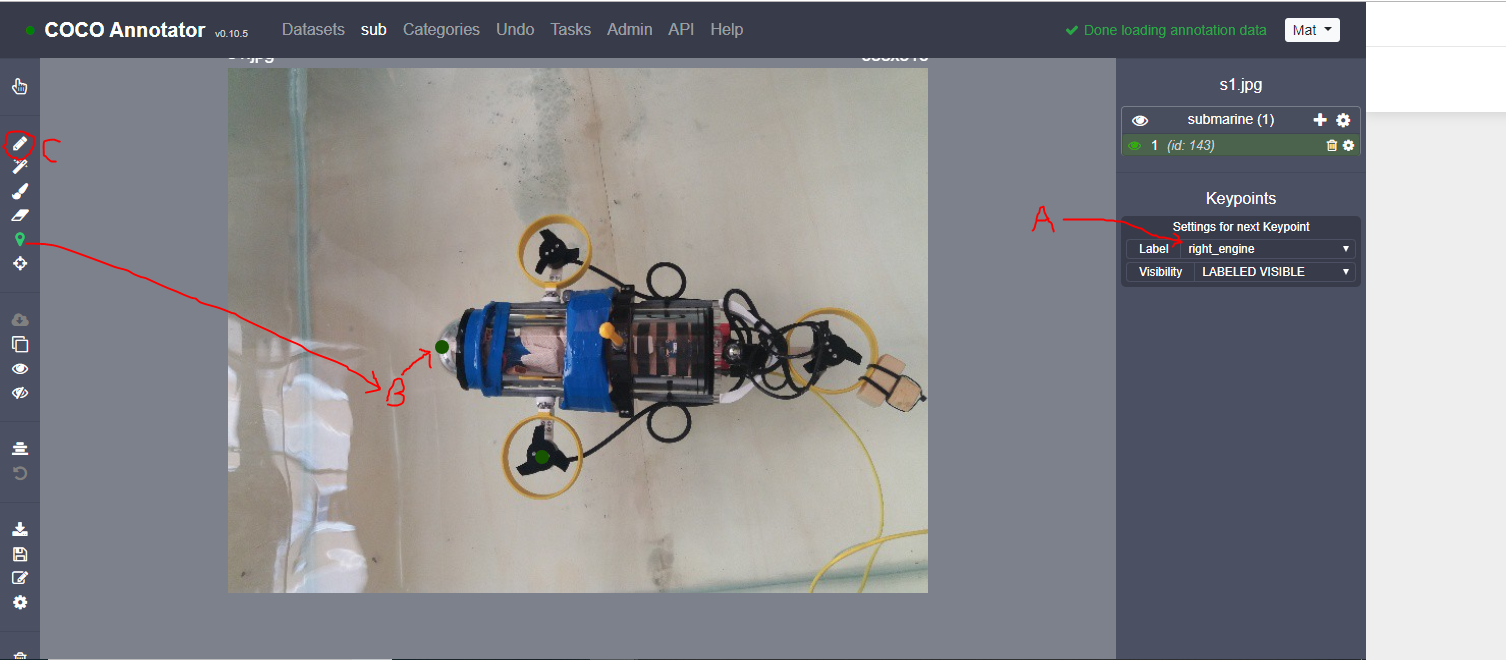 COCO Annotator v0.10.5 Datasets sub Categories Undo Tasks Admin API Help Done loading annotation data Mat
s1.jpg
submarine (1)
1 (id: 143)
C
Keypoints
A
Settings for next Keypoint
Label right_engine
Visibility LABELED VISIBLE
B